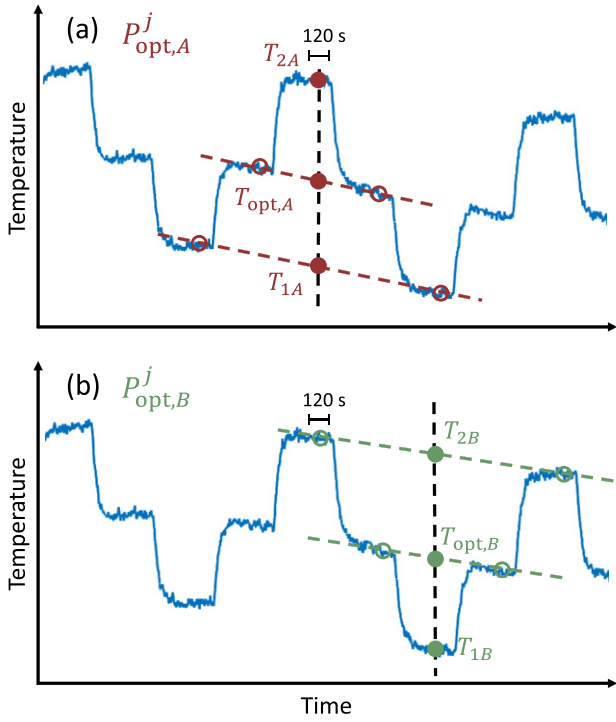 (a) P^j_opt,A
120 s
T_2A
T_opt,A
T_1A
Temperature
(b) P^j_opt,B
120 s
T_2B
T_opt,B
T_1B
Temperature
Time